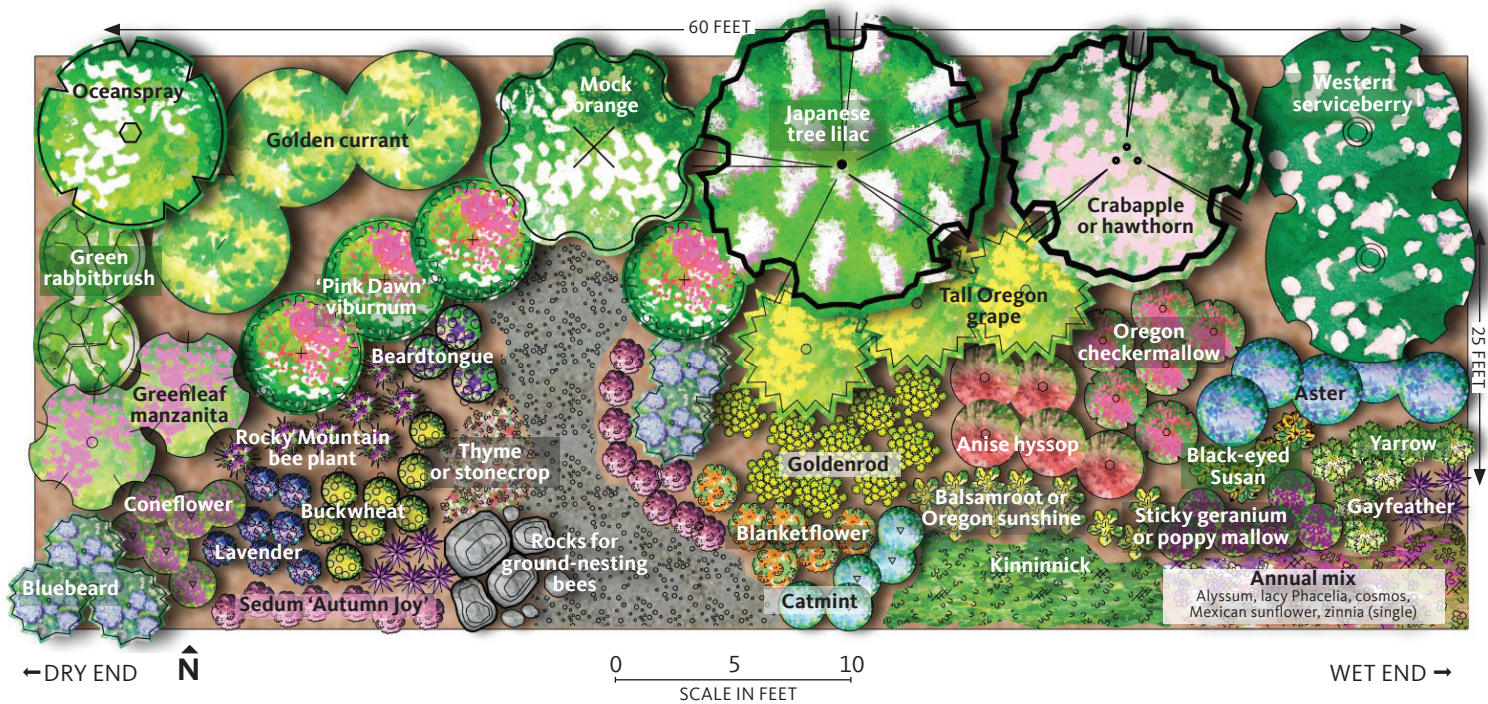 60 FEET
Oceanspray
Golden currant
Mock
orange
Japanese
tree lilac
Western
serviceberry
Crabapple
or hawthorn
Green
rabbitbrush
'Pink Dawn'
viburnum
Tall Oregon
grape
25 FEET
Beardtongue
Oregon
checkermallow
Greenleaf
manzanita
Aster
Rocky Mountain
bee plant
Thyme
or stonecrop
Goldenrod
Anise hyssop
Black-eyed
Susan
Yarrow
Coneflower
Buckwheat
Lavender
Rocks for
ground-nesting
bees
Blanketflower
Balsamroot or
Oregon sunshine
Sticky geranium
or poppy mallow
Gayfeather
Bluebeard
Sedum 'Autumn Joy'
Catmint
Kinninnick
Annual mix
Alyssum, lacy Phacelia, cosmos,
Mexican sunflower, zinnia (single)
←DRY END
N
0 5 10
SCALE IN FEET
WET END →